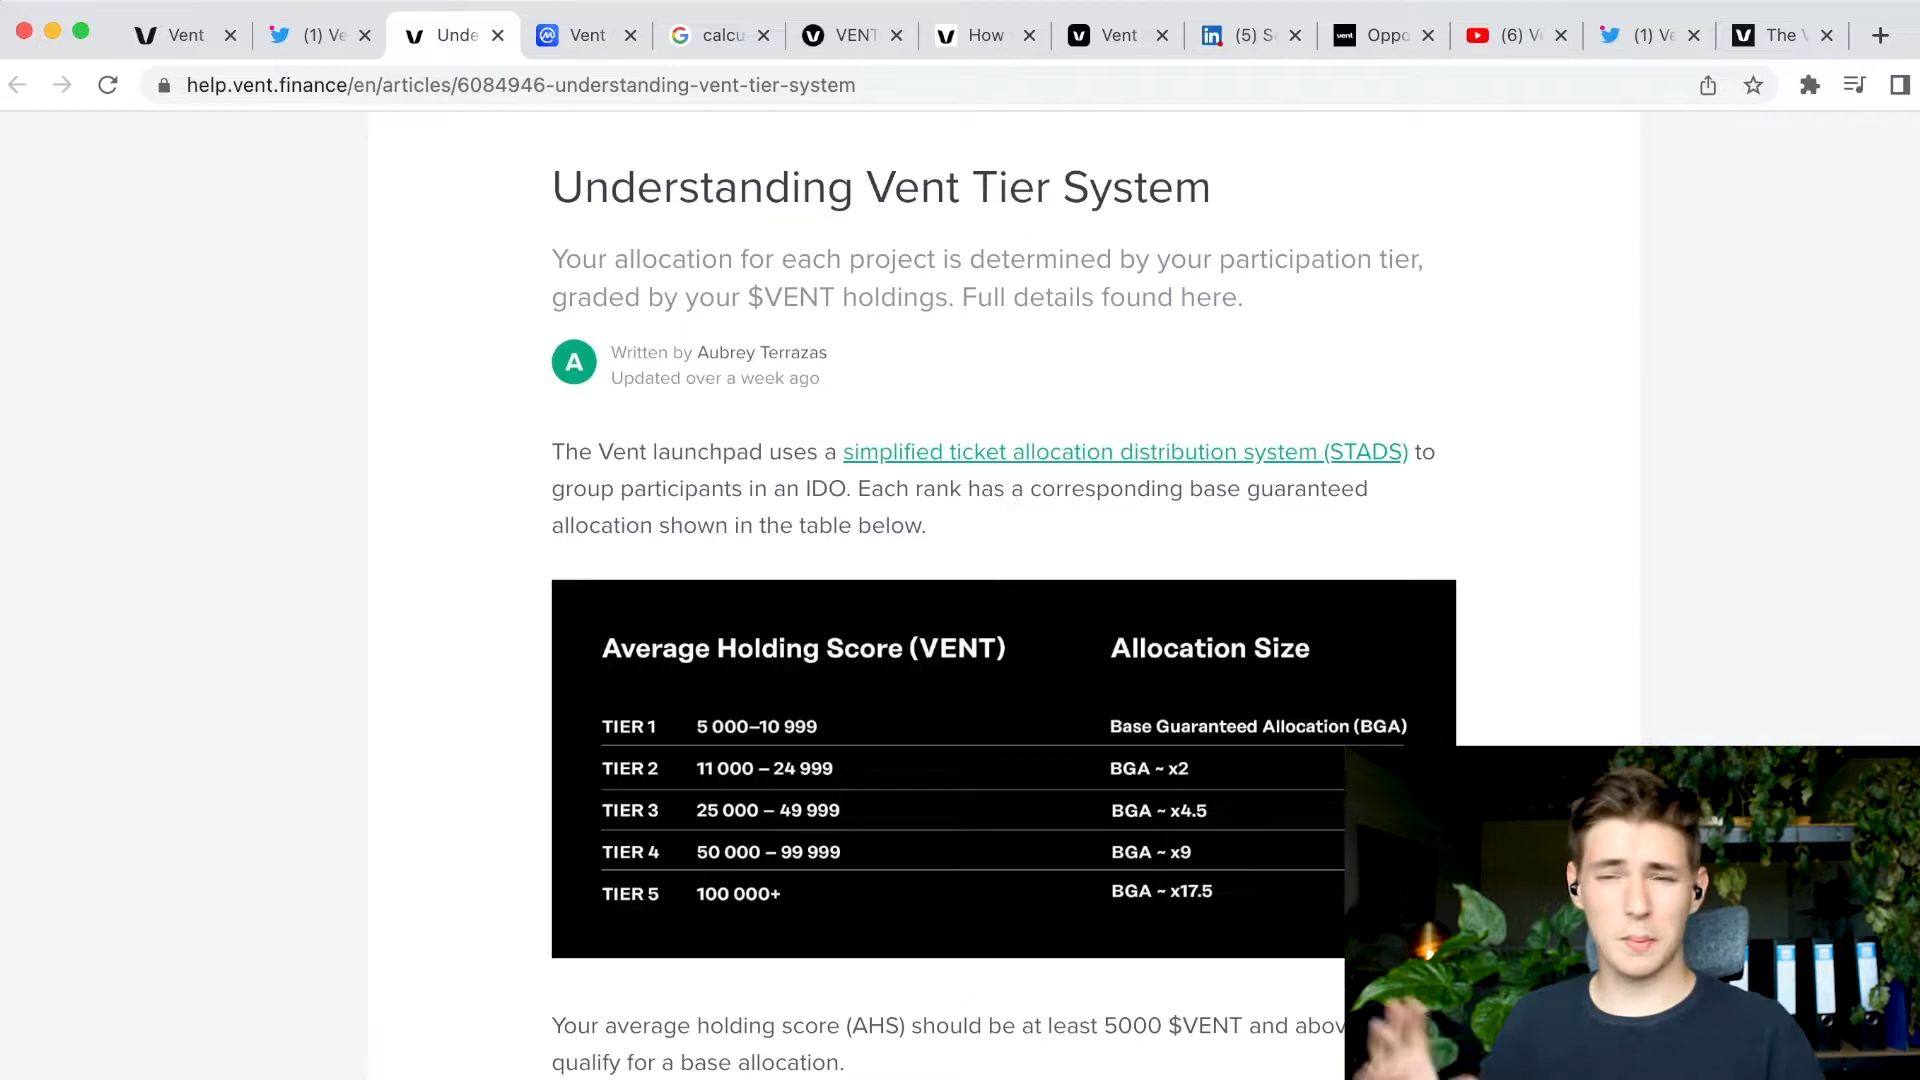 Vent
(1) Ve
Unde
Vent
calcu
VENT
How
Vent
(5) S
vent
Oppo
(6) V
(1) Ve
The
help.vent.finance/en/articles/6084946-understanding-vent-tier-system
Understanding Vent Tier System
Your allocation for each project is determined by your participation tier,
graded by your $VENT holdings. Full details found here.
A
Written by Aubrey Terrazas
Updated over a week ago
The Vent launchpad uses a simplified ticket allocation distribution system (STADS) to
group participants in an IDO. Each rank has a corresponding base guaranteed
allocation shown in the table below.
Average Holding Score (VENT) Allocation Size
TIER 1 5 000–10 999 Base Guaranteed Allocation (BGA)
TIER 2 11 000 – 24 999 BGA ~ x2
TIER 3 25 000 – 49 999 BGA ~ x4.5
TIER 4 50 000 – 99 999 BGA ~ x9
TIER 5 100 000+ BGA ~ x17.5
Your average holding score (AHS) should be at least 5000 $VENT and abov
qualify for a base allocation.